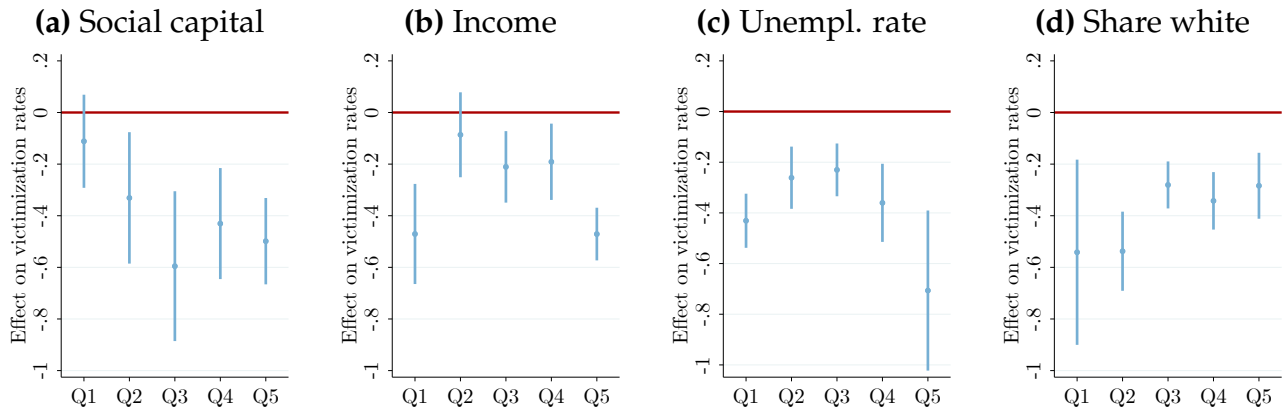 (a) Social capital
(b) Income
(c) Unempl. rate
(d) Share white
Effect on victimization rates
.2
0
-.2
-.4
-.6
-.8
-1
Q1 Q2 Q3 Q4 Q5
Effect on victimization rates
.2
0
-.2
-.4
-.6
-.8
-1
Q1 Q2 Q3 Q4 Q5
Effect on victimization rates
.2
0
-.2
-.4
-.6
-.8
-1
Q1 Q2 Q3 Q4 Q5
Effect on victimization rates
.2
0
-.2
-.4
-.6
-.8
-1
Q1 Q2 Q3 Q4 Q5